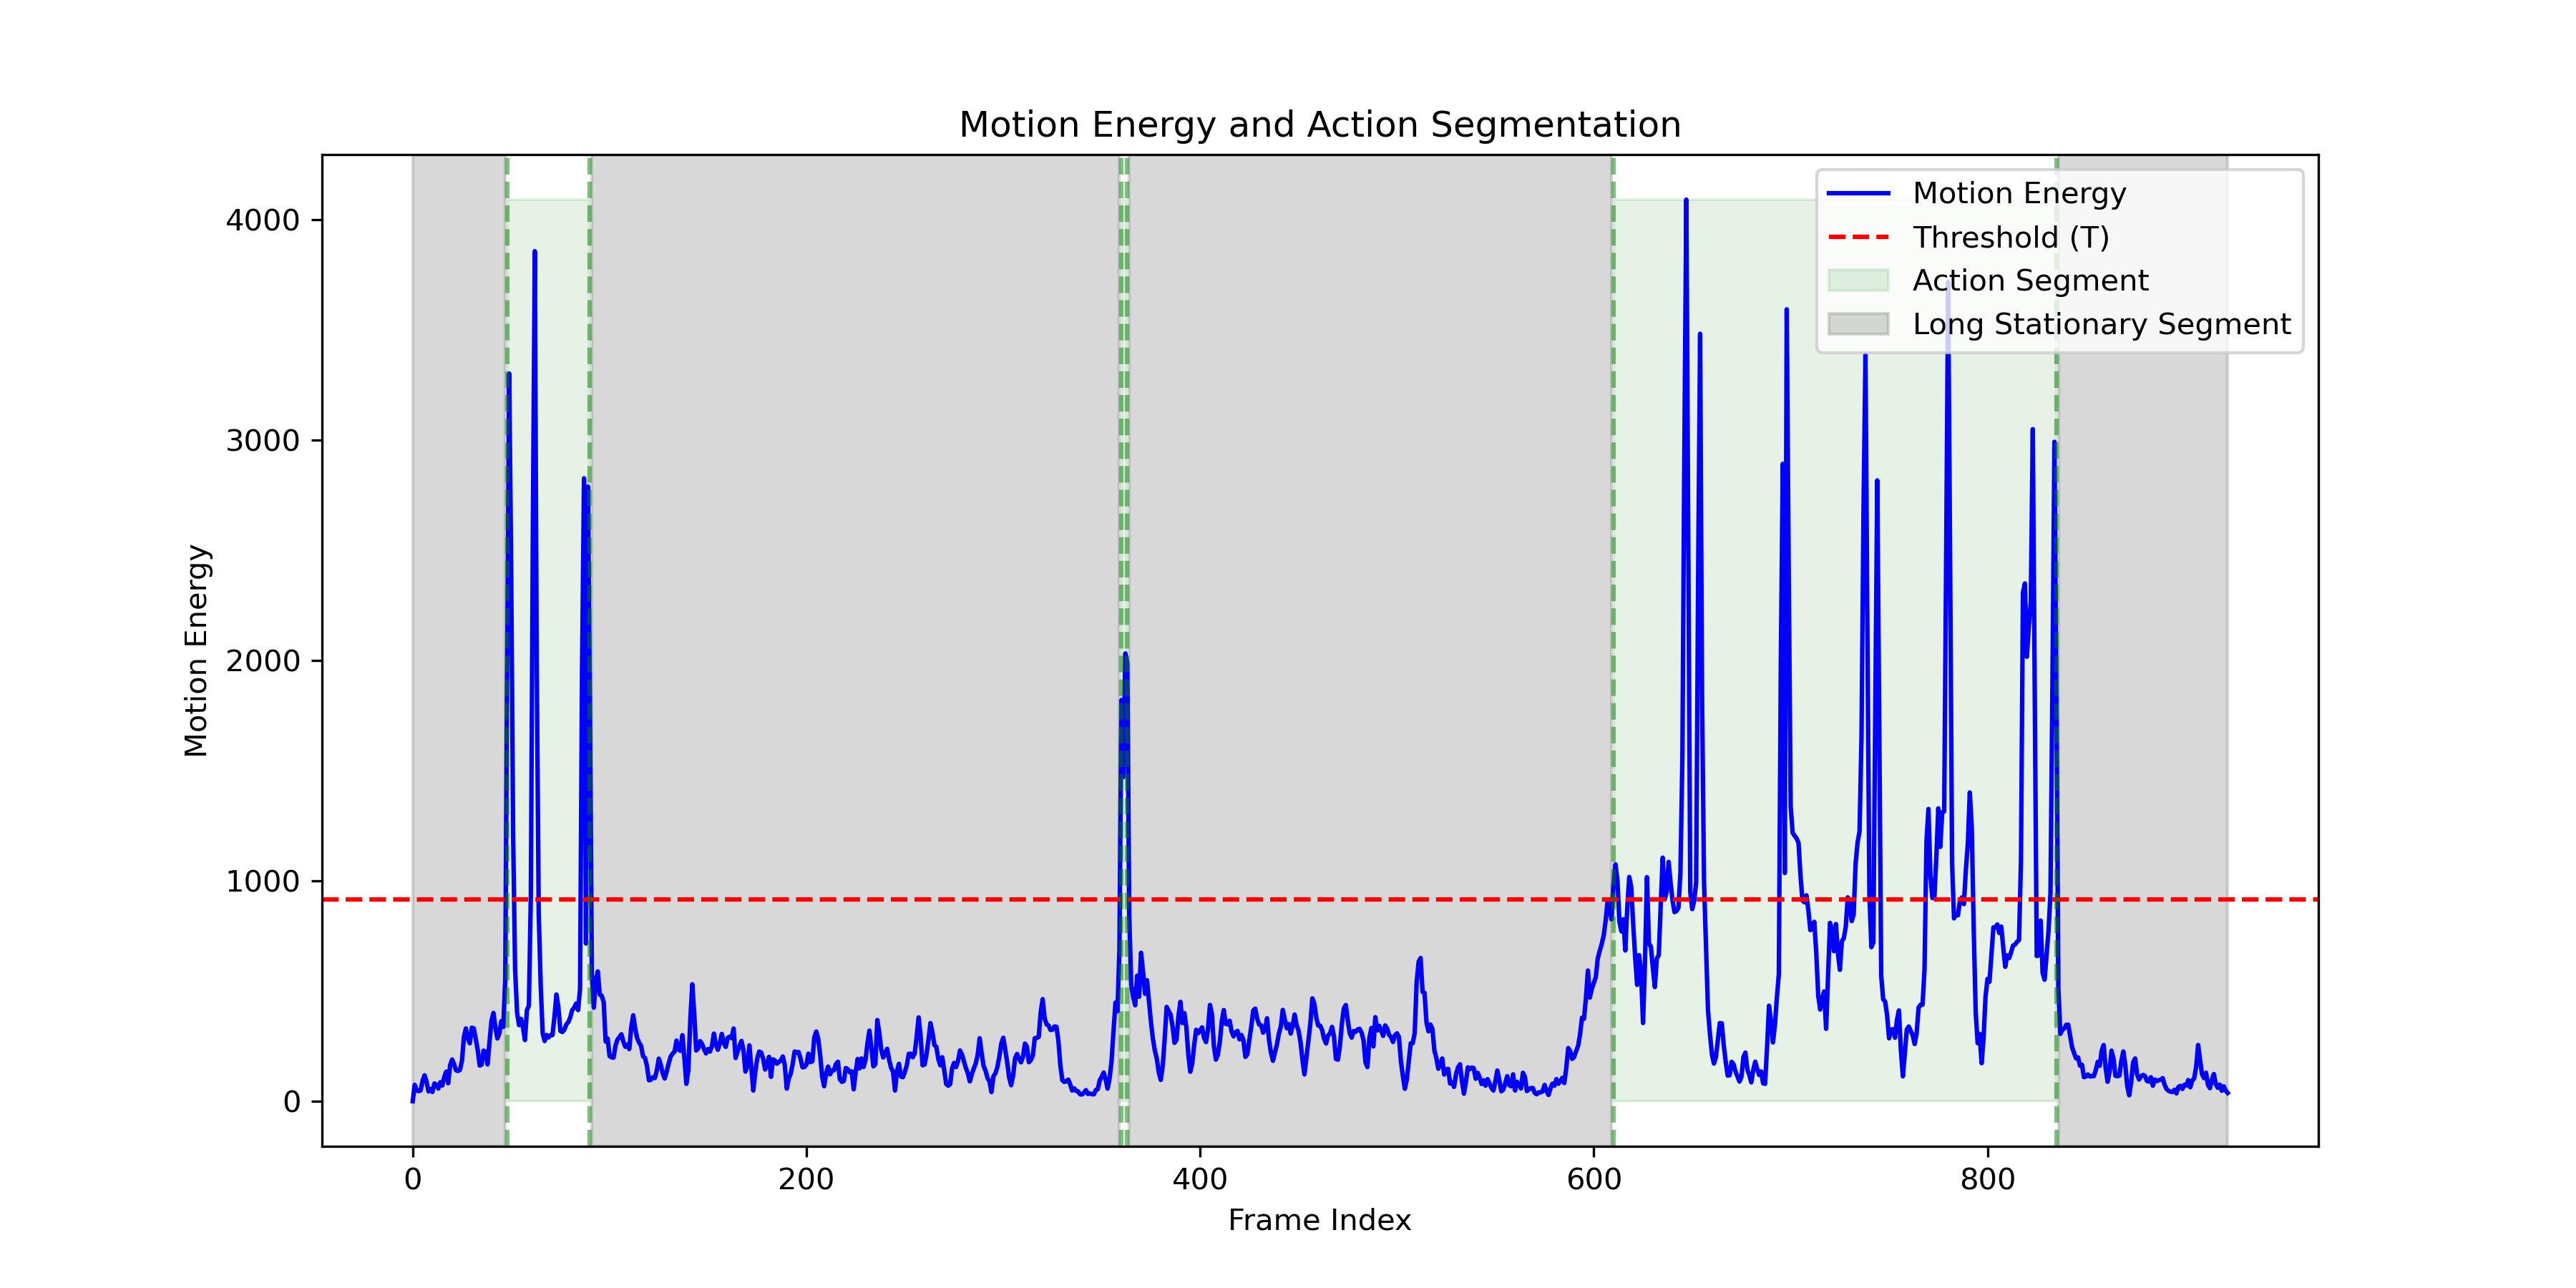 Motion Energy and Action Segmentation
Motion Energy
Threshold (T)
Action Segment
Long Stationary Segment
4000
3000
2000
1000
0
Motion Energy
0 200 400 600 800
Frame Index